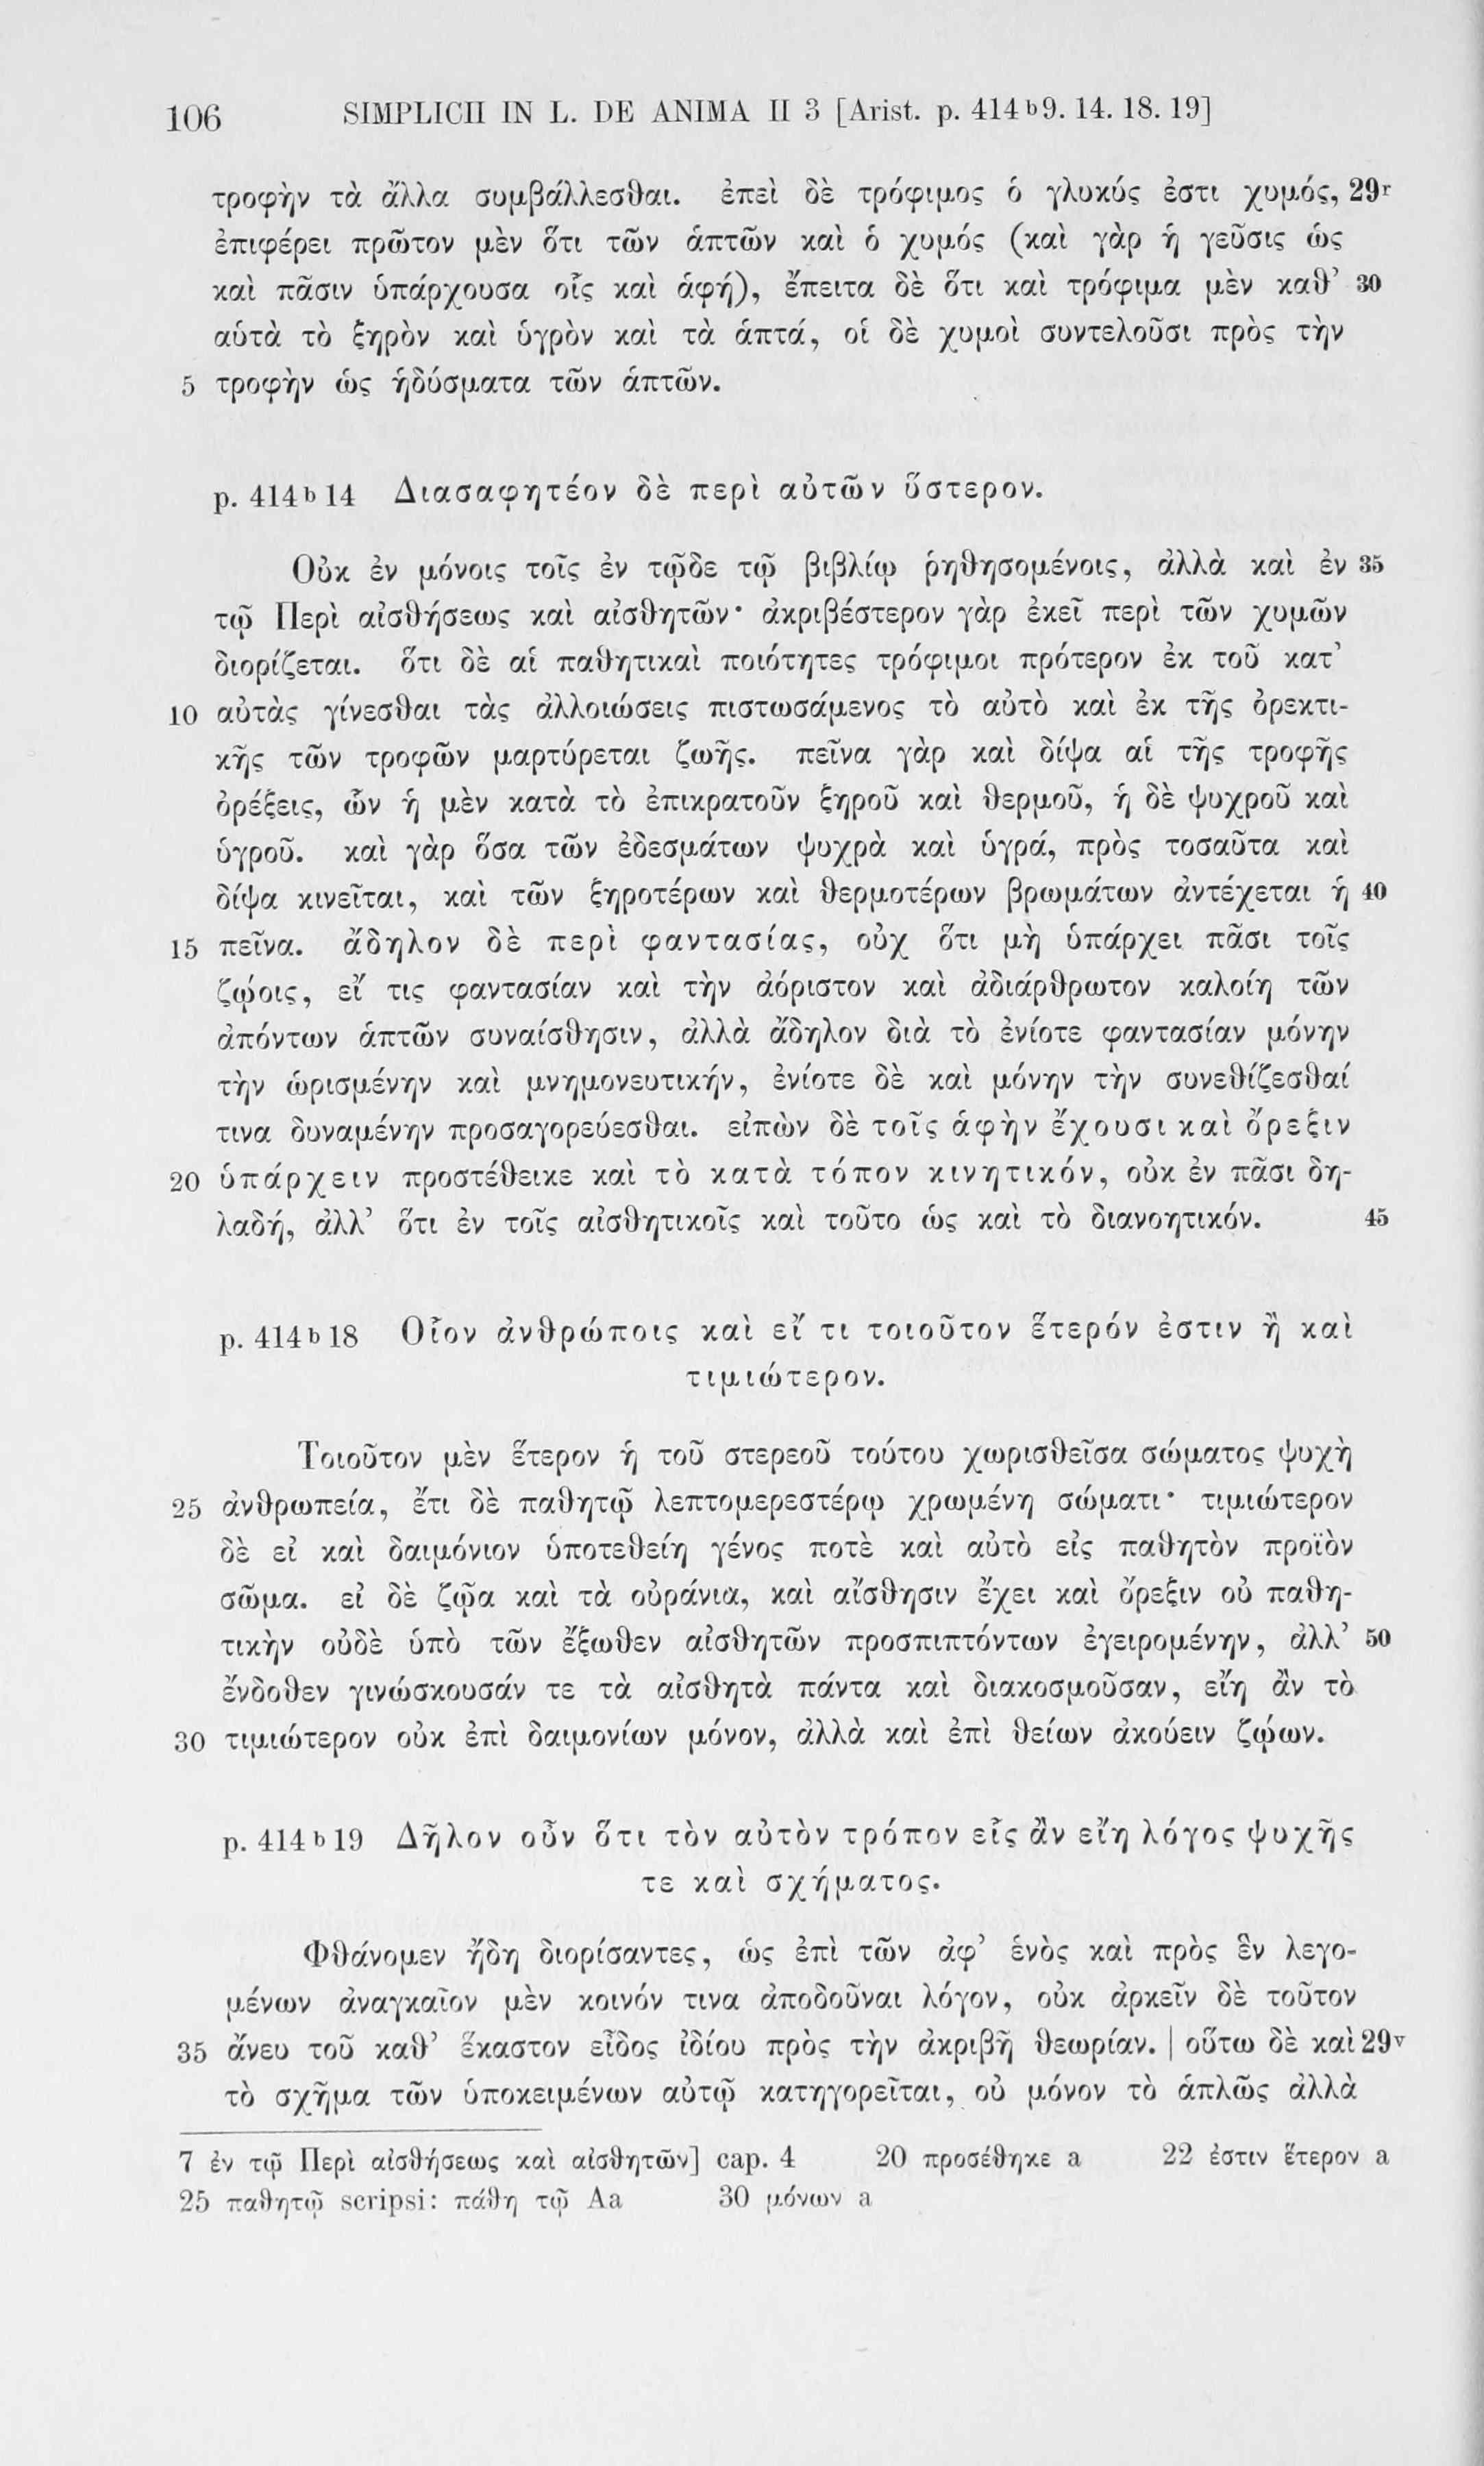 106 SIMPLICII IN L. DE ANIMA II 3 [Arist. p. 414ᵇ9. 14. 18. 19]
τροφὴν τὰ ἄλλα συμβάλλεσθαι. ἐπεὶ δὲ τρόφιμος ὁ γλυκύς ἐστι χυμός, 29ʳ
ἐπιφέρει πρῶτον μὲν ὅτι τῶν ἁπτῶν καὶ ὁ χυμός (καὶ γὰρ ἡ γεῦσις ὡς
καὶ πᾶσιν ὑπάρχουσα οἷς καὶ ἁφή), ἔπειτα δὲ ὅτι καὶ τρόφιμα μὲν καθ’ 30
αὑτὰ τὸ ξηρὸν καὶ ὑγρὸν καὶ τὰ ἁπτά, οἱ δὲ χυμοὶ συντελοῦσι πρὸς τὴν
5 τροφὴν ὡς ἡδύσματα τῶν ἁπτῶν.
p. 414ᵇ14 Διασαφητέον δὲ περὶ αὐτῶν ὕστερον.
Οὐκ ἐν μόνοις τοῖς ἐν τῷδε τῷ βιβλίῳ ῥηθησομένοις, ἀλλὰ καὶ ἐν 35
τῷ Περὶ αἰσθήσεως καὶ αἰσθητῶν· ἀκριβέστερον γὰρ ἐκεῖ περὶ τῶν χυμῶν
διορίζεται. ὅτι δὲ αἱ παθητικαὶ ποιότητες τρόφιμοι πρότερον ἐκ τοῦ κατ’
10 αὐτὰς γίνεσθαι τὰς ἀλλοιώσεις πιστωσάμενος τὸ αὐτὸ καὶ ἐκ τῆς ὀρεκτι-
κῆς τῶν τροφῶν μαρτύρεται ζωῆς. πεῖνα γὰρ καὶ δίψα αἱ τῆς τροφῆς
ὀρέξεις, ὧν ἡ μὲν κατὰ τὸ ἐπικρατοῦν ξηροῦ καὶ θερμοῦ, ἡ δὲ ψυχροῦ καὶ
ὑγροῦ. καὶ γὰρ ὅσα τῶν ἐδεσμάτων ψυχρὰ καὶ ὑγρά, πρὸς τοσαῦτα καὶ
δίψα κινεῖται, καὶ τῶν ξηροτέρων καὶ θερμοτέρων βρωμάτων ἀντέχεται ἡ 40
15 πεῖνα. ἄδηλον δὲ περὶ φαντασίας, οὐχ ὅτι μὴ ὑπάρχει πᾶσι τοῖς
ζῴοις, εἴ τις φαντασίαν καὶ τὴν ἀόριστον καὶ ἀδιάρθρωτον καλοίη τῶν
ἀπόντων ἁπτῶν συναίσθησιν, ἀλλὰ ἄδηλον διὰ τὸ ἐνίοτε φαντασίαν μόνην
τὴν ὡρισμένην καὶ μνημονευτικήν, ἐνίοτε δὲ καὶ μόνην τὴν συνεθίζεσθαί
τινα δυναμένην προσαγορεύεσθαι. εἰπὼν δὲ τοῖς ἁφὴν ἔχουσι καὶ ὄρεξιν
20 ὑπάρχειν προστέθεικε καὶ τὸ κατὰ τόπον κινητικόν, οὐκ ἐν πᾶσι δη-
λαδή, ἀλλ’ ὅτι ἐν τοῖς αἰσθητικοῖς καὶ τοῦτο ὡς καὶ τὸ διανοητικόν. 45
p. 414ᵇ18 Οἷον ἀνθρώποις καὶ εἴ τι τοιοῦτον ἕτερόν ἐστιν ἢ καὶ
τιμιώτερον.
Τοιοῦτον μὲν ἕτερον ἡ τοῦ στερεοῦ τούτου χωρισθεῖσα σώματος ψυχὴ
25 ἀνθρωπεία, ἔτι δὲ παθητῷ λεπτομερεστέρῳ χρωμένη σώματι· τιμιώτερον
δὲ εἰ καὶ δαιμόνιον ὑποτεθείη γένος ποτὲ καὶ αὐτὸ εἰς παθητὸν προϊὸν
σῶμα. εἰ δὲ ζῷα καὶ τὰ οὐράνια, καὶ αἴσθησιν ἔχει καὶ ὄρεξιν οὐ παθη-
τικὴν οὐδὲ ὑπὸ τῶν ἔξωθεν αἰσθητῶν προσπιπτόντων ἐγειρομένην, ἀλλ’ 50
ἔνδοθεν γινώσκουσάν τε τὰ αἰσθητὰ πάντα καὶ διακοσμοῦσαν, εἴη ἂν τὸ
30 τιμιώτερον οὐκ ἐπὶ δαιμονίων μόνον, ἀλλὰ καὶ ἐπὶ θείων ἀκούειν ζῴων.
p. 414ᵇ19 Δῆλον οὖν ὅτι τὸν αὐτὸν τρόπον εἷς ἂν εἴη λόγος ψυχῆς
τε καὶ σχήματος.
Φθάνομεν ἤδη διορίσαντες, ὡς ἐπὶ τῶν ἀφ’ ἑνὸς καὶ πρὸς ἓν λεγο-
μένων ἀναγκαῖον μὲν κοινόν τινα ἀποδοῦναι λόγον, οὐκ ἀρκεῖν δὲ τοῦτον
35 ἄνευ τοῦ καθ’ ἕκαστον εἶδος ἰδίου πρὸς τὴν ἀκριβῆ θεωρίαν. | οὕτω δὲ καὶ 29ᵛ
τὸ σχῆμα τῶν ὑποκειμένων αὐτῷ κατηγορεῖται, οὐ μόνον τὸ ἁπλῶς ἀλλὰ
7 ἐν τῷ Περὶ αἰσθήσεως καὶ αἰσθητῶν] cap. 4 20 προσέθηκε a 22 ἐστιν ἕτερον a
25 παθητῷ scripsi: πάθη τῷ Aa 30 μόνων a